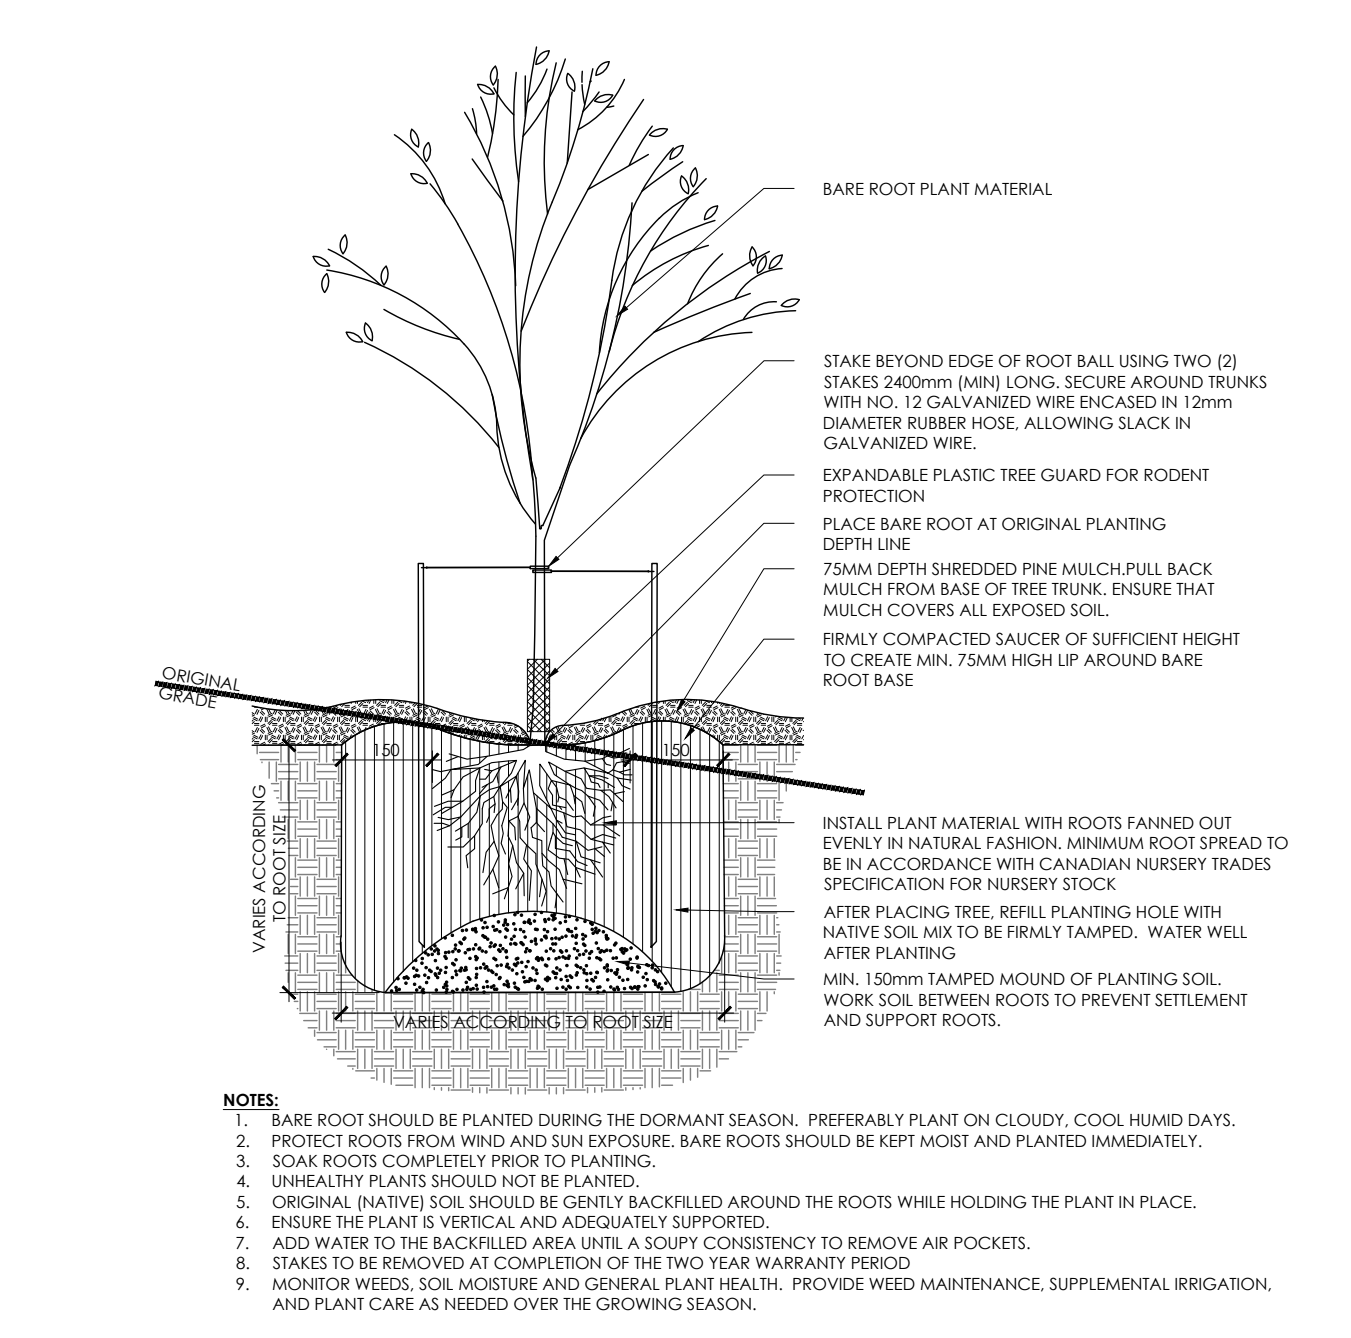 BARE ROOT PLANT MATERIAL
STAKE BEYOND EDGE OF ROOT BALL USING TWO (2)
STAKES 2400mm (MIN) LONG. SECURE AROUND TRUNKS
WITH NO. 12 GALVANIZED WIRE ENCASED IN 12mm
DIAMETER RUBBER HOSE, ALLOWING SLACK IN
GALVANIZED WIRE.
EXPANDABLE PLASTIC TREE GUARD FOR RODENT
PROTECTION
PLACE BARE ROOT AT ORIGINAL PLANTING
DEPTH LINE
75MM DEPTH SHREDDED PINE MULCH.PULL BACK
MULCH FROM BASE OF TREE TRUNK. ENSURE THAT
MULCH COVERS ALL EXPOSED SOIL.
FIRMLY COMPACTED SAUCER OF SUFFICIENT HEIGHT
TO CREATE MIN. 75MM HIGH LIP AROUND BARE
ROOT BASE
ORIGINAL
GRADE
150
150
VARIES ACCORDING
TO ROOT SIZE
INSTALL PLANT MATERIAL WITH ROOTS FANNED OUT
EVENLY IN NATURAL FASHION. MINIMUM ROOT SPREAD TO
BE IN ACCORDANCE WITH CANADIAN NURSERY TRADES
SPECIFICATION FOR NURSERY STOCK
AFTER PLACING TREE, REFILL PLANTING HOLE WITH
NATIVE SOIL MIX TO BE FIRMLY TAMPED. WATER WELL
AFTER PLANTING
MIN. 150mm TAMPED MOUND OF PLANTING SOIL.
WORK SOIL BETWEEN ROOTS TO PREVENT SETTLEMENT
AND SUPPORT ROOTS.
VARIES ACCORDING TO ROOT SIZE
NOTES:
1. BARE ROOT SHOULD BE PLANTED DURING THE DORMANT SEASON. PREFERABLY PLANT ON CLOUDY, COOL HUMID DAYS.
2. PROTECT ROOTS FROM WIND AND SUN EXPOSURE. BARE ROOTS SHOULD BE KEPT MOIST AND PLANTED IMMEDIATELY.
3. SOAK ROOTS COMPLETELY PRIOR TO PLANTING.
4. UNHEALTHY PLANTS SHOULD NOT BE PLANTED.
5. ORIGINAL (NATIVE) SOIL SHOULD BE GENTLY BACKFILLED AROUND THE ROOTS WHILE HOLDING THE PLANT IN PLACE.
6. ENSURE THE PLANT IS VERTICAL AND ADEQUATELY SUPPORTED.
7. ADD WATER TO THE BACKFILLED AREA UNTIL A SOUPY CONSISTENCY TO REMOVE AIR POCKETS.
8. STAKES TO BE REMOVED AT COMPLETION OF THE TWO YEAR WARRANTY PERIOD
9. MONITOR WEEDS, SOIL MOISTURE AND GENERAL PLANT HEALTH. PROVIDE WEED MAINTENANCE, SUPPLEMENTAL IRRIGATION,
AND PLANT CARE AS NEEDED OVER THE GROWING SEASON.